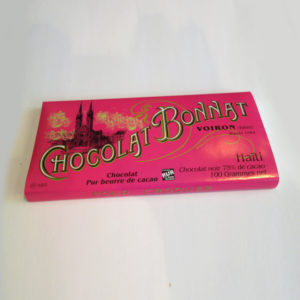 CHOCOLAT BONNAT
VOIRON
Haïti
Chocolat noir 75% de cacao
100 Grammes net
Chocolat
Pur beurre de cacao